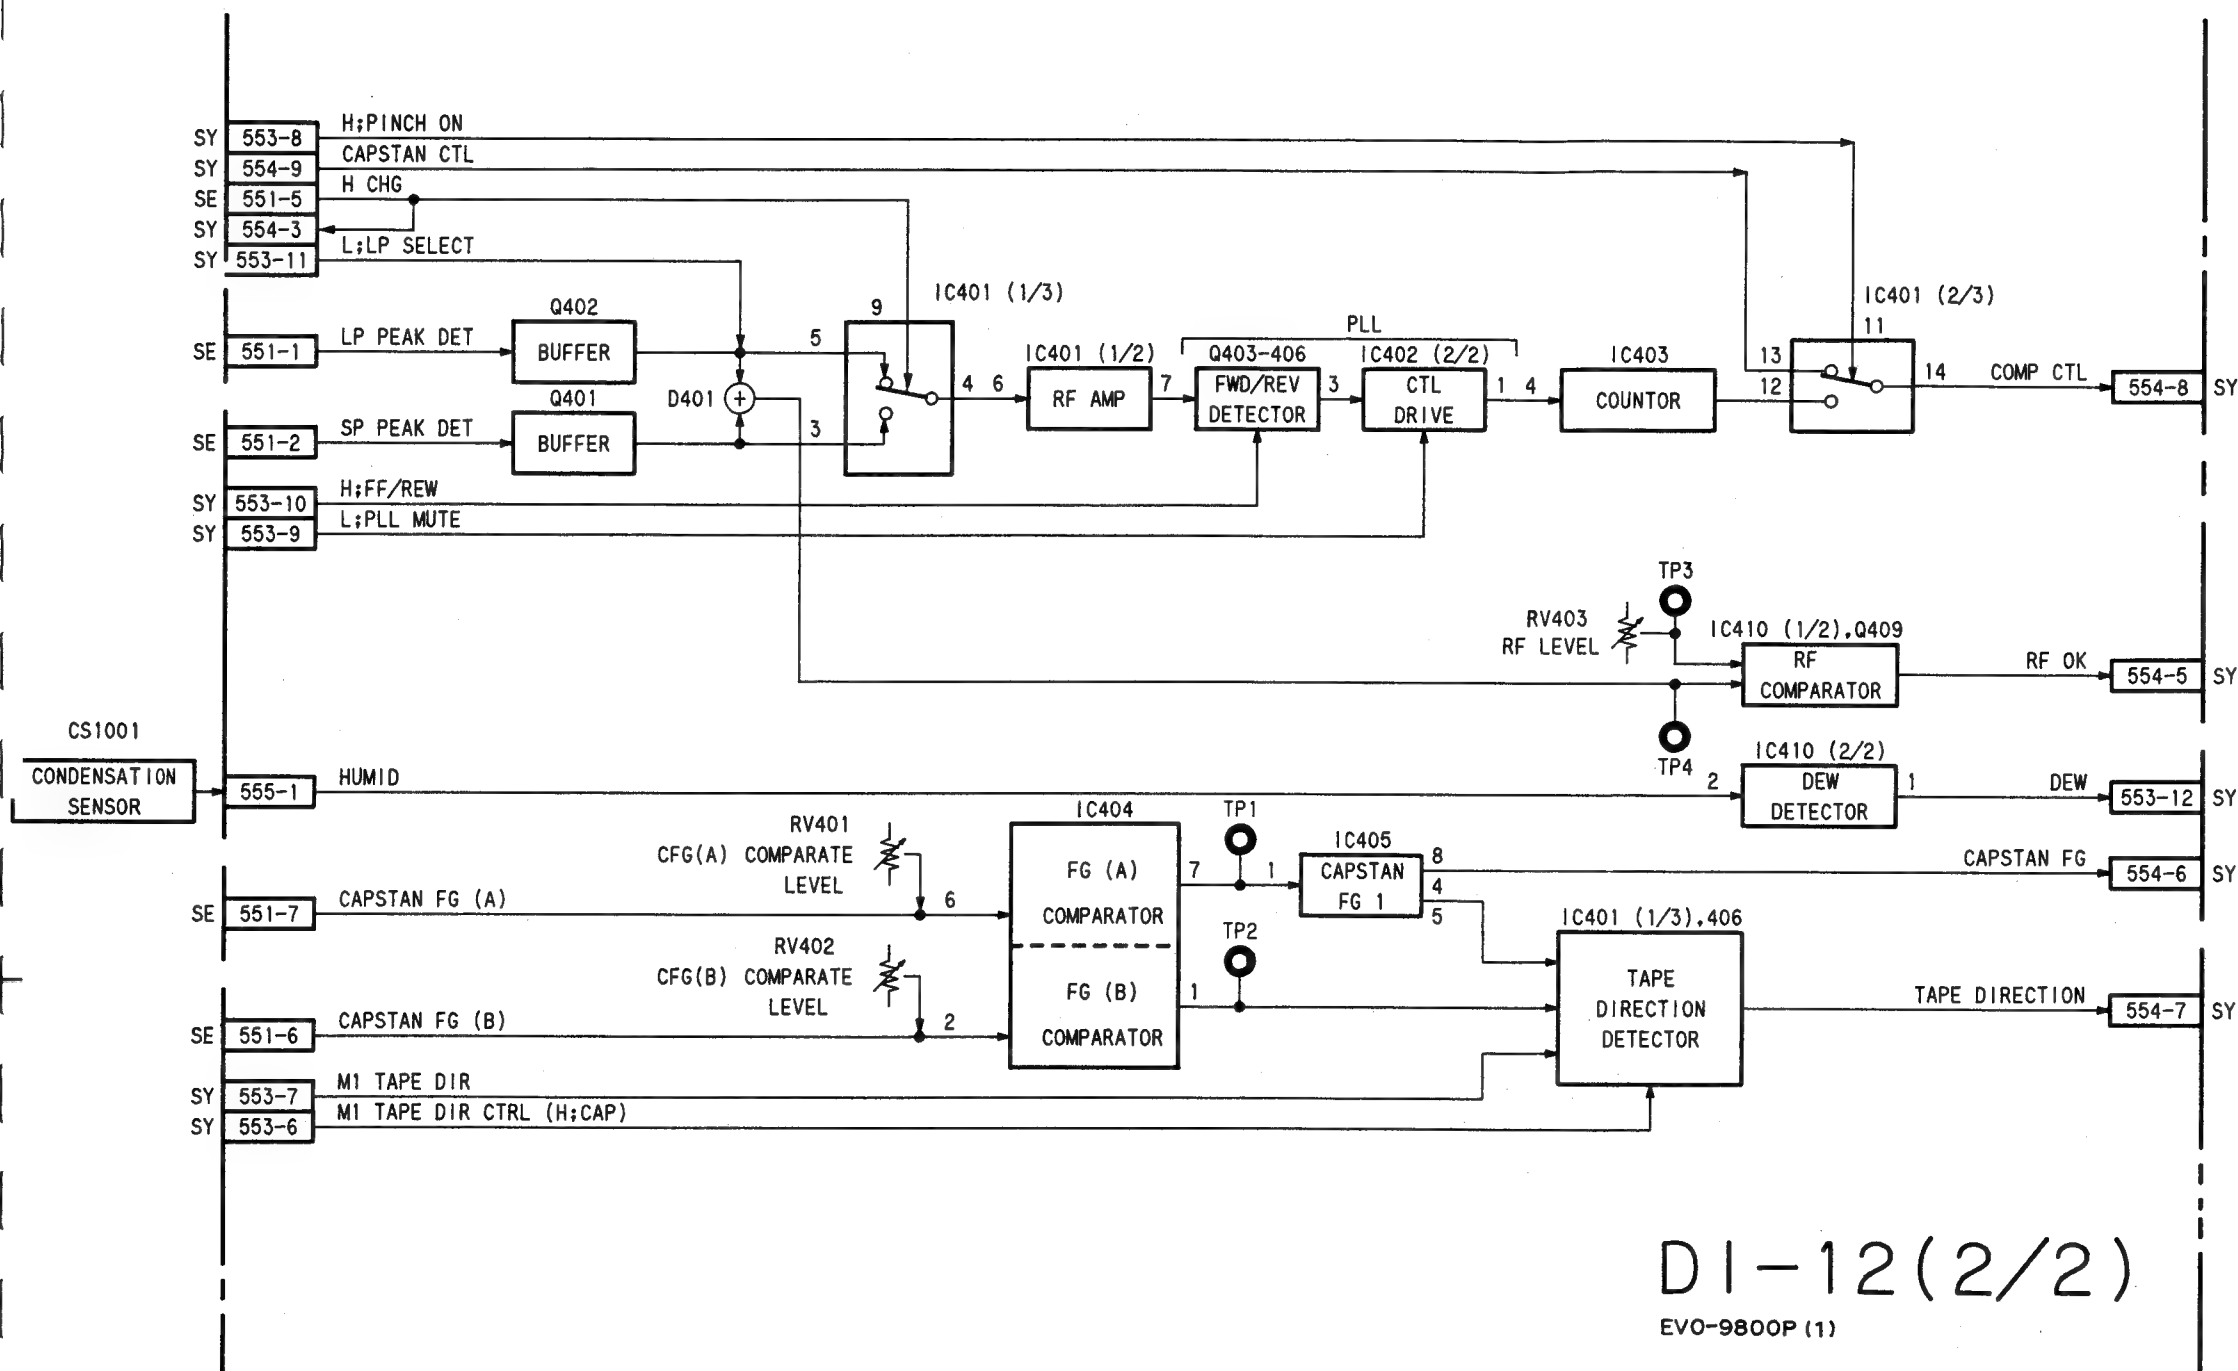 SY 553-8 H;PINCH ON
SY 554-9 CAPSTAN CTL
SE 551-5 H CHG
SY 554-3
SY 553-11 L;LP SELECT
SE 551-1 LP PEAK DET
Q402
BUFFER
SE 551-2 SP PEAK DET
Q401
BUFFER
D401
+
5
3
9
IC401 (1/3)
4 6
IC401 (1/2)
RF AMP
7
PLL
Q403-406
FWD/REV
DETECTOR
3
IC402 (2/2)
CTL
DRIVE
1 4
IC403
COUNTOR
13
12
11
IC401 (2/3)
14
COMP CTL
554-8 SY
SY 553-10 H;FF/REW
SY 553-9 L;PLL MUTE
TP3
RV403
RF LEVEL
IC410 (1/2),Q409
RF
COMPARATOR
RF OK
554-5 SY
TP4
CS1001
CONDENSATION
SENSOR
555-1 HUMID
2
IC410 (2/2)
DEW
DETECTOR
1
DEW
553-12 SY
RV401
CFG(A) COMPARATE
LEVEL
SE 551-7 CAPSTAN FG (A)
6
IC404
FG (A)
COMPARATOR
7
TP1
1
IC405
CAPSTAN
FG 1
8
4
5
CAPSTAN FG
554-6 SY
RV402
CFG(B) COMPARATE
LEVEL
SE 551-6 CAPSTAN FG (B)
2
FG (B)
COMPARATOR
1
TP2
IC401 (1/3),406
TAPE
DIRECTION
DETECTOR
TAPE DIRECTION
554-7 SY
SY 553-7 M1 TAPE DIR
SY 553-6 M1 TAPE DIR CTRL (H;CAP)
DI-12(2/2)
EVO-9800P (1)